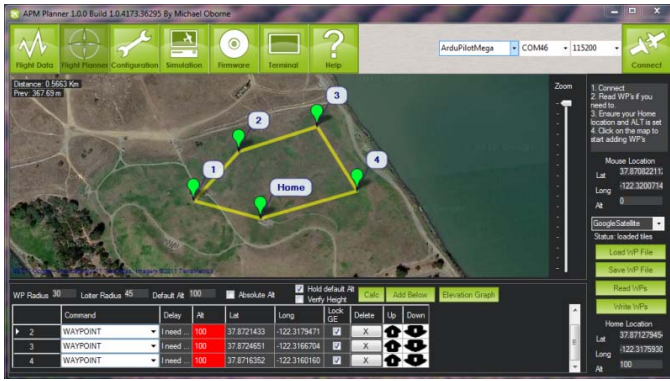 APM Planner 1.0.0 Build 1.0.4173.36295 By Michael Oborne
Flight Data
Flight Planner
Configuration
Simulation
Firmware
Terminal
Help
ArduPilotMega
COM46
115200
Connect
Distance: 0.5663 Km
Prev: 367.69 m
1
2
3
4
Home
Zoom
1. Connect
2. Read WP's if you
need to.
3. Ensure your Home
location and ALT is set
4. Click on the map to
start adding WP's
Mouse Location
Lat 37.870822112
Long -122.3200714
Alt 0
GoogleSatellite
Status: loaded tiles
Load WP File
Save WP File
Read WPs
Write WPs
Home Location
Lat 37.87127945
Long -122.3175930
Alt 100
WP Radius 30 Loiter Radius 45 Default Alt 100 Absolute Alt Hold default Alt
Verify Height
Calc Add Below Elevation Graph
Command Delay Alt Lat Long Lock GE Delete Up Down
2 WAYPOINT I need ... 100 37.8721433 -122.3179471 X
3 WAYPOINT I need ... 100 37.8724651 -122.3166704 X
4 WAYPOINT I need ... 100 37.8716352 -122.3160160 X